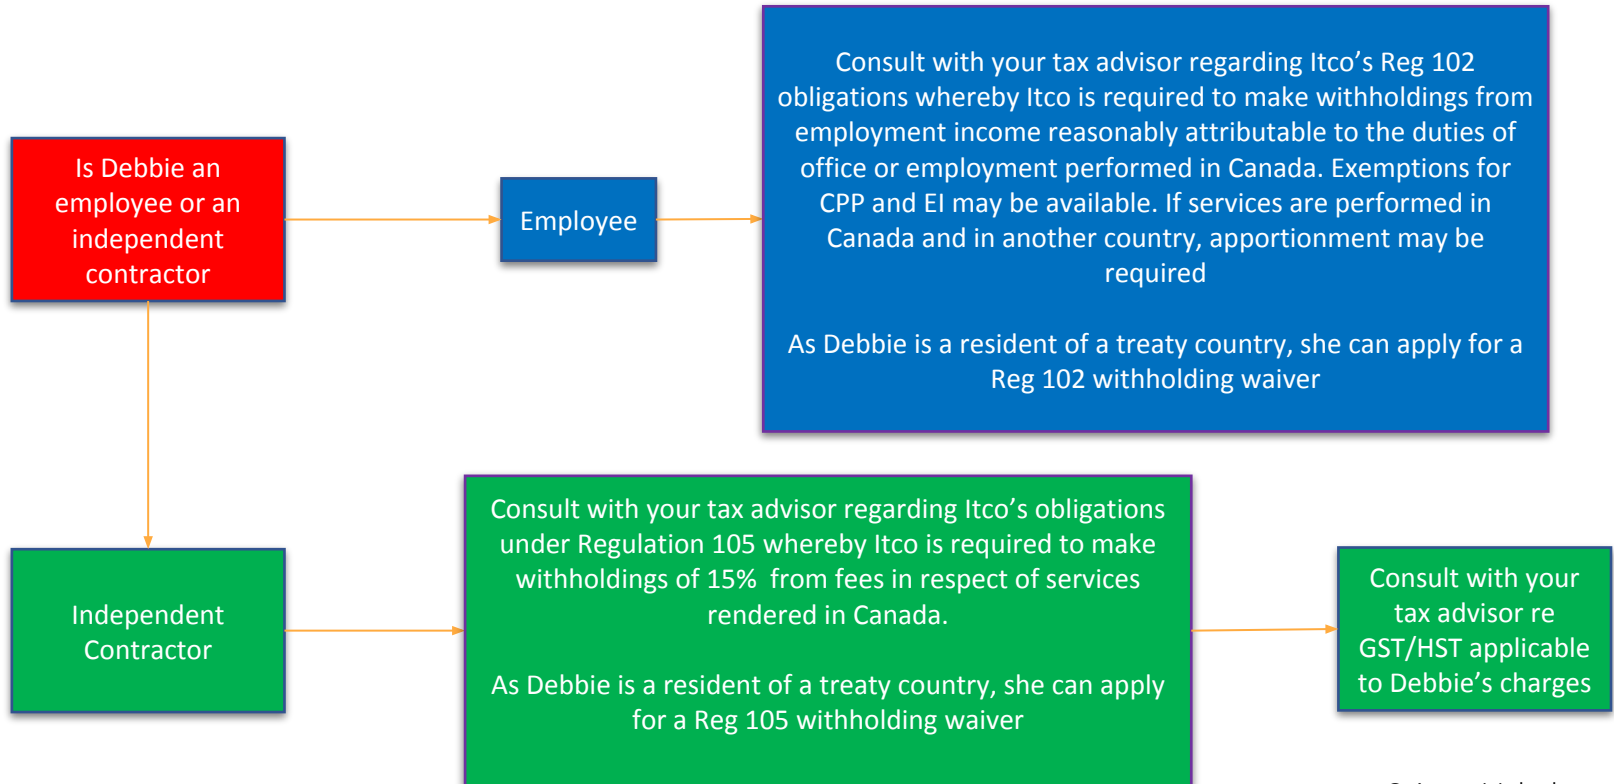 Consult with your tax advisor regarding Itco’s Reg 102
obligations whereby Itco is required to make withholdings from
employment income reasonably attributable to the duties of
office or employment performed in Canada. Exemptions for
CPP and EI may be available. If services are performed in
Canada and in another country, apportionment may be
required
As Debbie is a resident of a treaty country, she can apply for a
Reg 102 withholding waiver
Is Debbie an
employee or an
independent
contractor
Employee
Consult with your tax advisor regarding Itco’s obligations
under Regulation 105 whereby Itco is required to make
withholdings of 15% from fees in respect of services
rendered in Canada.
As Debbie is a resident of a treaty country, she can apply
for a Reg 105 withholding waiver
Independent
Contractor
Consult with your
tax advisor re
GST/HST applicable
to Debbie’s charges